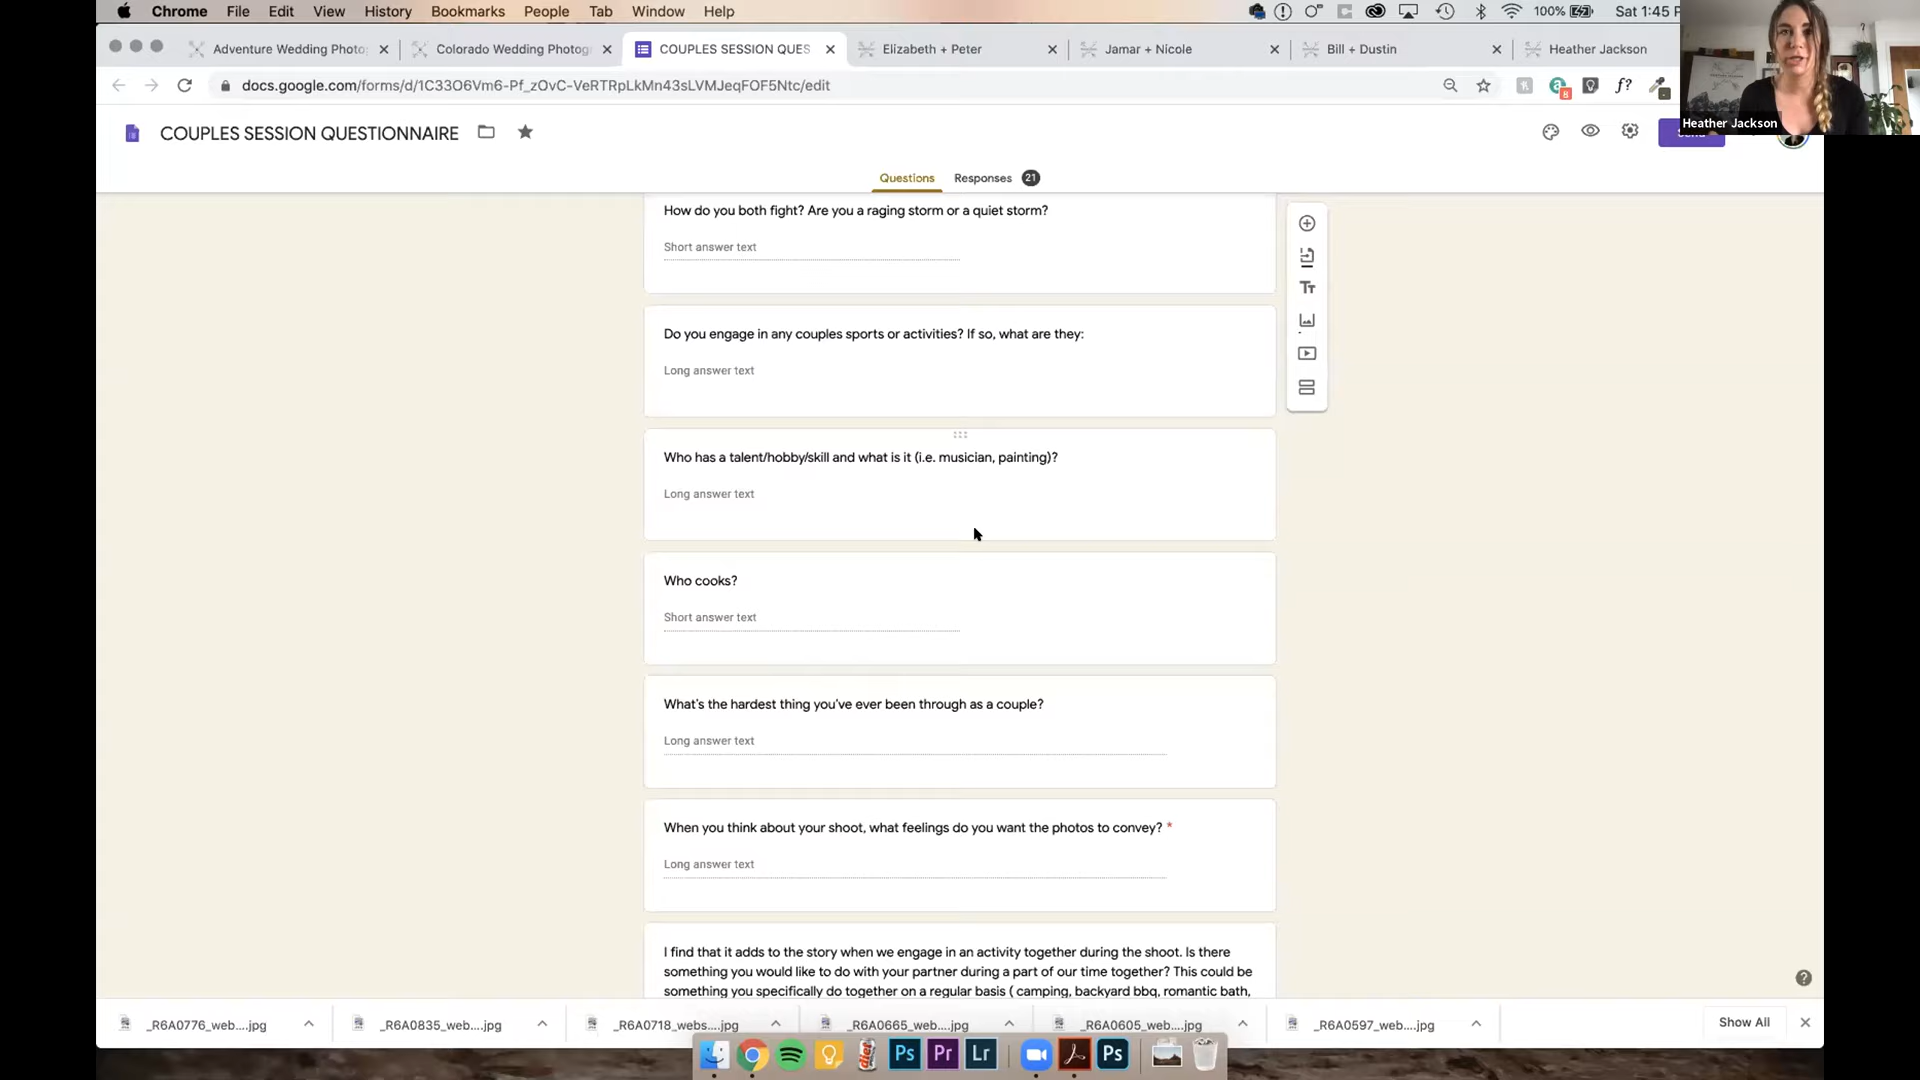 Chrome File Edit View History Bookmarks People Tab Window Help
100%
Sat 1:45 P
Adventure Wedding Photo
Colorado Wedding Photog
COUPLES SESSION QUES
Elizabeth + Peter
Jamar + Nicole
Bill + Dustin
Heather Jackson
docs.google.com/forms/d/1C33O6Vm6-Pf_zOvC-VeRTRpLkMn43sLVMJeqFOF5Ntc/edit
f?
8
Heather Jackson
COUPLES SESSION QUESTIONNAIRE
Questions
Responses 21
How do you both fight? Are you a raging storm or a quiet storm?
Short answer text
Do you engage in any couples sports or activities? If so, what are they:
Long answer text
Who has a talent/hobby/skill and what is it (i.e. musician, painting)?
Long answer text
Who cooks?
Short answer text
What's the hardest thing you've ever been through as a couple?
Long answer text
When you think about your shoot, what feelings do you want the photos to convey? *
Long answer text
I find that it adds to the story when we engage in an activity together during the shoot. Is there
something you would like to do with your partner during a part of our time together? This could be
something you specifically do together on a regular basis ( camping, backyard bbq, romantic bath,
_R6A0776_web....jpg
_R6A0835_web....jpg
_R6A0718_webs....jpg
_R6A0665_web....jpg
_R6A0605_web....jpg
_R6A0597_web....jpg
Show All
Ps
Pr
Lr
Ps